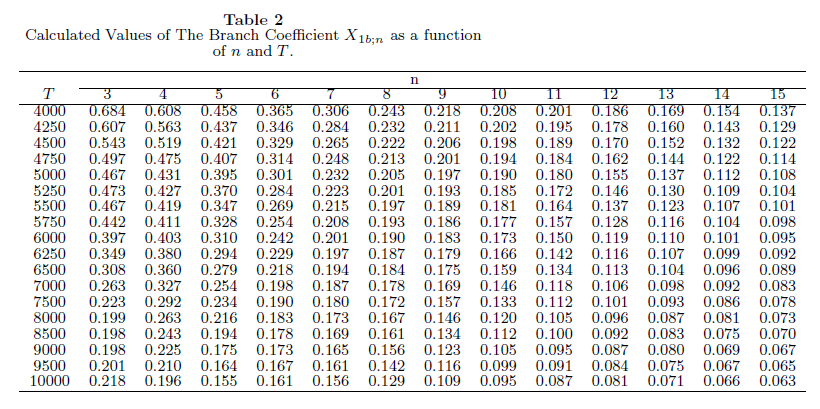 Table 2
Calculated Values of The Branch Coefficient X1b;n as a function
of n and T.
n
T 3 4 5 6 7 8 9 10 11 12 13 14 15
4000 0.684 0.608 0.458 0.365 0.306 0.243 0.218 0.208 0.201 0.186 0.169 0.154 0.137
4250 0.607 0.563 0.437 0.346 0.284 0.232 0.211 0.202 0.195 0.178 0.160 0.143 0.129
4500 0.543 0.519 0.421 0.329 0.265 0.222 0.206 0.198 0.189 0.170 0.152 0.132 0.122
4750 0.497 0.475 0.407 0.314 0.248 0.213 0.201 0.194 0.184 0.162 0.144 0.122 0.114
5000 0.467 0.431 0.395 0.301 0.232 0.205 0.197 0.190 0.180 0.155 0.137 0.112 0.108
5250 0.473 0.427 0.370 0.284 0.223 0.201 0.193 0.185 0.172 0.146 0.130 0.109 0.104
5500 0.467 0.419 0.347 0.269 0.215 0.197 0.189 0.181 0.164 0.137 0.123 0.107 0.101
5750 0.442 0.411 0.328 0.254 0.208 0.193 0.186 0.177 0.157 0.128 0.116 0.104 0.098
6000 0.397 0.403 0.310 0.242 0.201 0.190 0.183 0.173 0.150 0.119 0.110 0.101 0.095
6250 0.349 0.380 0.294 0.229 0.197 0.187 0.179 0.166 0.142 0.116 0.107 0.099 0.092
6500 0.308 0.360 0.279 0.218 0.194 0.184 0.175 0.159 0.134 0.113 0.104 0.096 0.089
7000 0.263 0.327 0.254 0.198 0.187 0.178 0.169 0.146 0.118 0.106 0.098 0.092 0.083
7500 0.223 0.292 0.234 0.190 0.180 0.172 0.157 0.133 0.112 0.101 0.093 0.086 0.078
8000 0.199 0.263 0.216 0.183 0.173 0.167 0.146 0.120 0.105 0.096 0.087 0.081 0.073
8500 0.198 0.243 0.194 0.178 0.169 0.161 0.134 0.112 0.100 0.092 0.083 0.075 0.070
9000 0.198 0.225 0.175 0.173 0.165 0.156 0.123 0.105 0.095 0.087 0.080 0.069 0.067
9500 0.201 0.210 0.164 0.167 0.161 0.142 0.116 0.099 0.091 0.084 0.075 0.067 0.065
10000 0.218 0.196 0.155 0.161 0.156 0.129 0.109 0.095 0.087 0.081 0.071 0.066 0.063